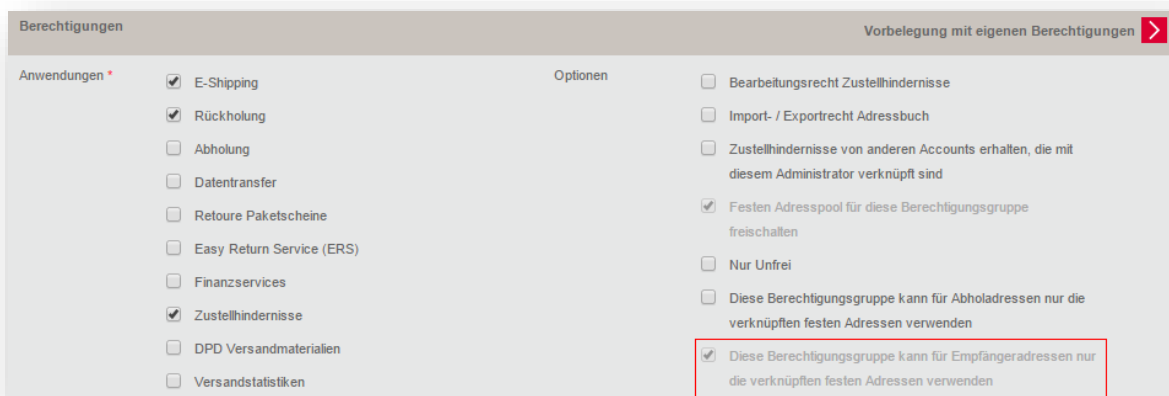 Berechtigungen
Vorbelegung mit eigenen Berechtigungen
Anwendungen *
E-Shipping
Rückholung
Abholung
Datentransfer
Retoure Paketscheine
Easy Return Service (ERS)
Finanzservices
Zustellhindernisse
DPD Versandmaterialien
Versandstatistiken
Optionen
Bearbeitungsrecht Zustellhindernisse
Import- / Exportrecht Adressbuch
Zustellhindernisse von anderen Accounts erhalten, die mit
diesem Administrator verknüpft sind
Festen Adresspool für diese Berechtigungsgruppe
freischalten
Nur Unfrei
Diese Berechtigungsgruppe kann für Abholadressen nur die
verknüpften festen Adressen verwenden
Diese Berechtigungsgruppe kann für Empfängeradressen nur
die verknüpften festen Adressen verwenden